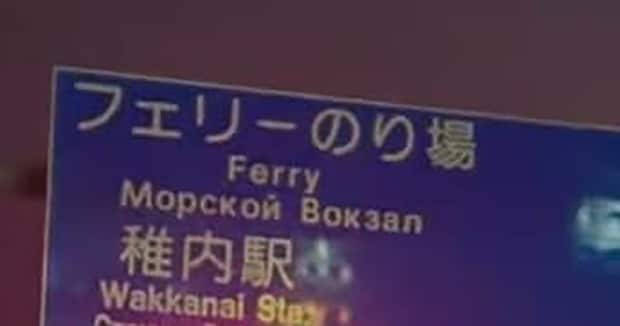 フェリーのり場
Ferry
Морской Вокзал
稚内駅
Wakkanai